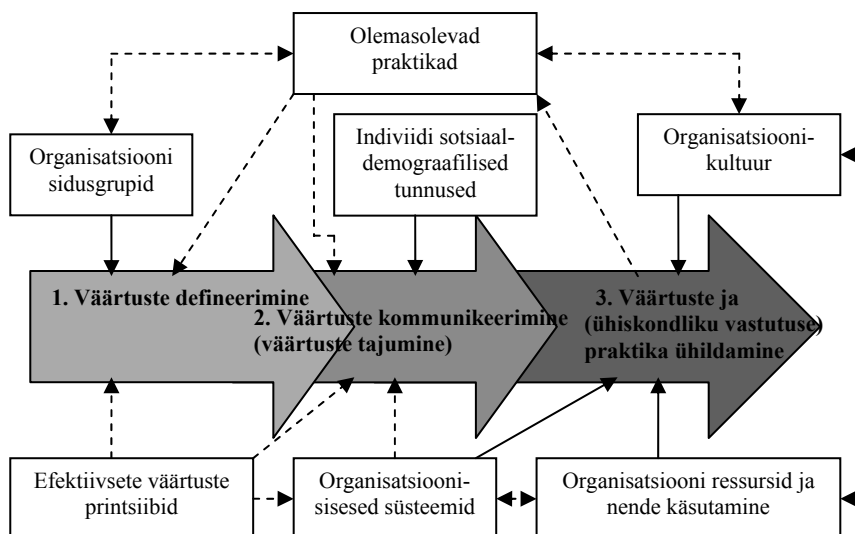 Olemasolevad
praktikad
Organisatsiooni
sidusgrupid
Indiviidi sotsiaal-
demograafilised
tunnused
Organisatsiooni-
kultuur
1. Väärtuste defineerimine
2. Väärtuste kommunikeerimine
(väärtuste tajumine)
3. Väärtuste ja
(ühiskondliku vastutuse)
praktika ühildamine
Efektiivsete väärtuste
printsiibid
Organisatsiooni-
sisesed süsteemid
Organisatsiooni ressursid ja
nende käsutamine